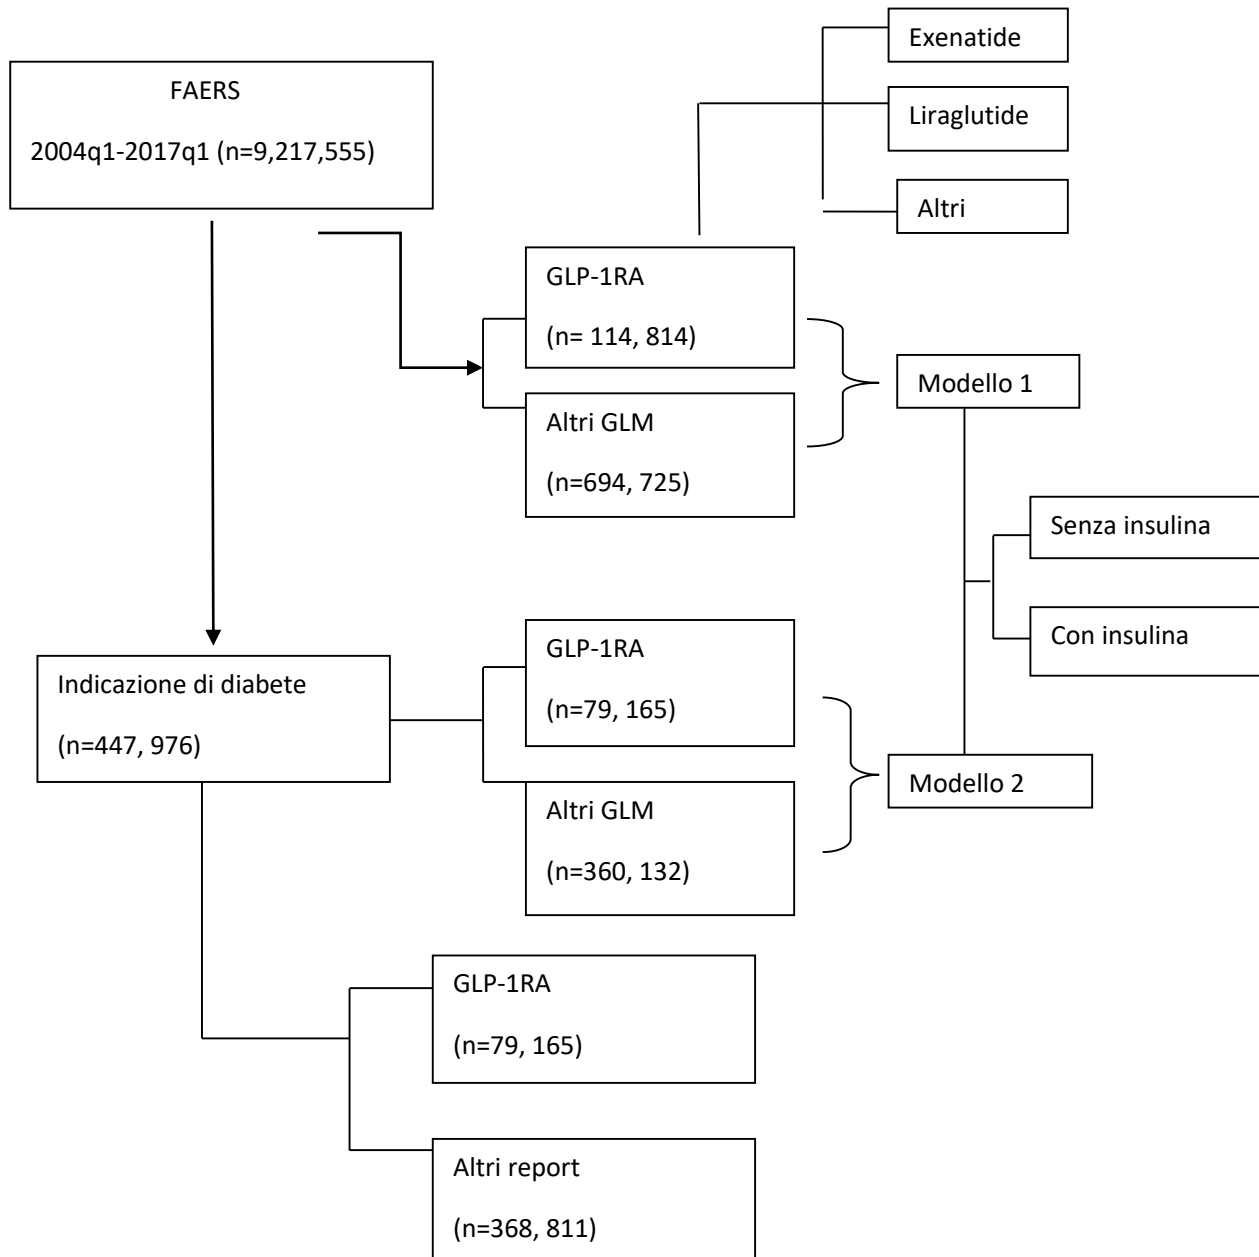 FAERS
2004q1-2017q1 (n=9,217,555)
Exenatide
Liraglutide
Altri
GLP-1RA
(n= 114, 814)
Altri GLM
(n=694, 725)
Modello 1
Senza insulina
Con insulina
Indicazione di diabete
(n=447, 976)
GLP-1RA
(n=79, 165)
Altri GLM
(n=360, 132)
Modello 2
GLP-1RA
(n=79, 165)
Altri report
(n=368, 811)